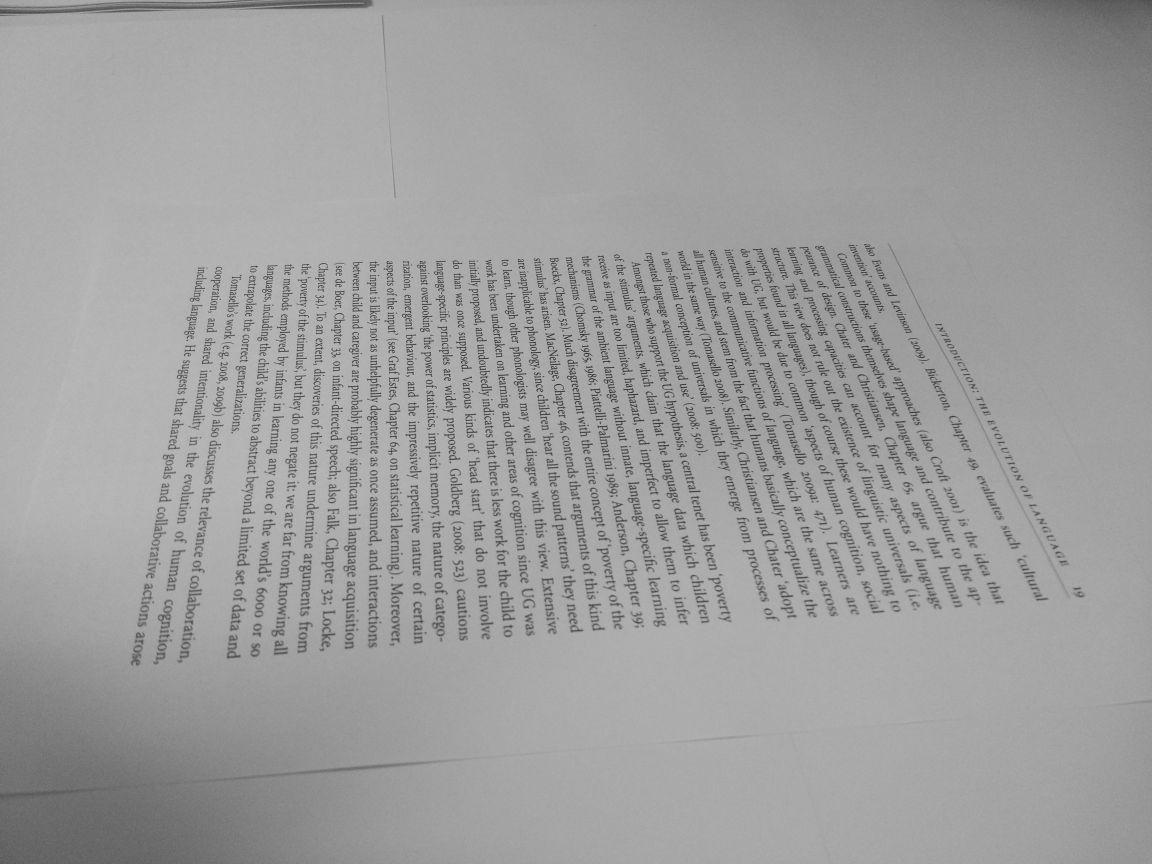 INTRODUCTION: THE EVOLUTION OF LANGUAGE 19
also Evans and Levinson (2009). Bickerton, Chapter 49, evaluates such 'cultural
invention' accounts.
Common to these 'usage-based' approaches (also Croft 2001) is the idea that
grammatical constructions themselves shape language and contribute to the ap-
pearance of design. Chater and Christiansen, Chapter 65, argue that human
learning and processing capacities can account for many aspects of language
structure. This view does not rule out the existence of linguistic universals (i.e.
properties found in all languages), though of course these would have nothing to
do with UG, but would be due to common 'aspects of human cognition, social
interaction and information processing' (Tomasello 2009a: 471). Learners are
sensitive to the communicative functions of language, which are the same across
all human cultures, and stem from the fact that humans basically conceptualize the
world in the same way (Tomasello 2008). Similarly, Christiansen and Chater 'adopt
a non-formal conception of universals in which they emerge from processes of
repeated language acquisition and use' (2008: 500).
Amongst those who support the UG hypothesis, a central tenet has been 'poverty
of the stimulus' arguments, which claim that the language data which children
receive as input are too limited, haphazard, and imperfect to allow them to infer
the grammar of the ambient language without innate, language-specific learning
mechanisms (Chomsky 1965, 1986; Piattelli-Palmarini 1989; Anderson, Chapter 39;
Boeckx, Chapter 52). Much disagreement with the entire concept of 'poverty of the
stimulus' has arisen. MacNeilage, Chapter 46, contends that arguments of this kind
are inapplicable to phonology, since children 'hear all the sound patterns' they need
to learn, though other phonologists may well disagree with this view. Extensive
work has been undertaken on learning and other areas of cognition since UG was
initially proposed, and undoubtedly indicates that there is less work for the child to
do than was once supposed. Various kinds of 'head start' that do not involve
language-specific principles are widely proposed. Goldberg (2008: 523) cautions
against overlooking 'the power of statistics, implicit memory, the nature of catego-
rization, emergent behaviour, and the impressively repetitive nature of certain
aspects of the input' (see Graf Estes, Chapter 64, on statistical learning). Moreover,
the input is likely not as unhelpfully degenerate as once assumed, and interactions
between child and caregiver are probably highly significant in language acquisition
(see de Boer, Chapter 33, on infant-directed speech; also Falk, Chapter 32; Locke,
Chapter 34). To an extent, discoveries of this nature undermine arguments from
the 'poverty of the stimulus', but they do not negate it: we are far from knowing all
the methods employed by infants in learning any one of the world's 6000 or so
languages, including the child's abilities to abstract beyond a limited set of data and
to extrapolate the correct generalizations.
Tomasello's work (e.g. 2008, 2009b) also discusses the relevance of collaboration,
cooperation, and shared intentionality in the evolution of human cognition,
including language. He suggests that shared goals and collaborative actions arose